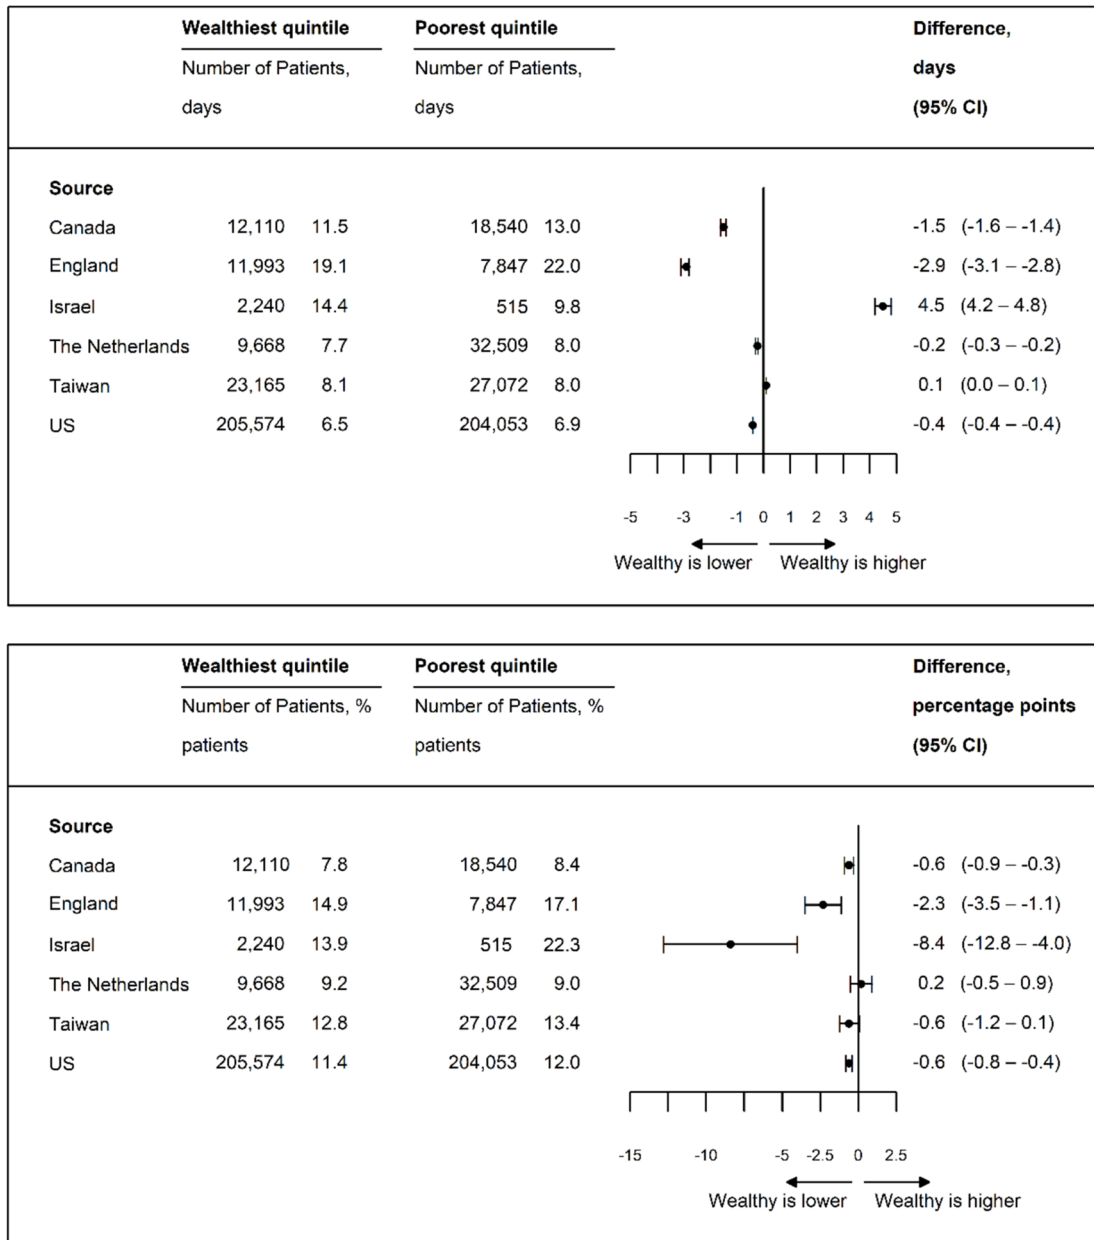 Wealthiest quintile Poorest quintile Difference,
Number of Patients, Number of Patients, days
days days (95% CI)
Source
Canada 12,110 11.5 18,540 13.0 -1.5 (-1.6 – -1.4)
England 11,993 19.1 7,847 22.0 -2.9 (-3.1 – -2.8)
Israel 2,240 14.4 515 9.8 4.5 (4.2 – 4.8)
The Netherlands 9,668 7.7 32,509 8.0 -0.2 (-0.3 – -0.2)
Taiwan 23,165 8.1 27,072 8.0 0.1 (0.0 – 0.1)
US 205,574 6.5 204,053 6.9 -0.4 (-0.4 – -0.4)
-5 -3 -1 0 1 2 3 4 5
Wealthy is lower Wealthy is higher
Wealthiest quintile Poorest quintile Difference,
Number of Patients, % Number of Patients, % percentage points
patients patients (95% CI)
Source
Canada 12,110 7.8 18,540 8.4 -0.6 (-0.9 – -0.3)
England 11,993 14.9 7,847 17.1 -2.3 (-3.5 – -1.1)
Israel 2,240 13.9 515 22.3 -8.4 (-12.8 – -4.0)
The Netherlands 9,668 9.2 32,509 9.0 0.2 (-0.5 – 0.9)
Taiwan 23,165 12.8 27,072 13.4 -0.6 (-1.2 – 0.1)
US 205,574 11.4 204,053 12.0 -0.6 (-0.8 – -0.4)
-15 -10 -5 -2.5 0 2.5
Wealthy is lower Wealthy is higher